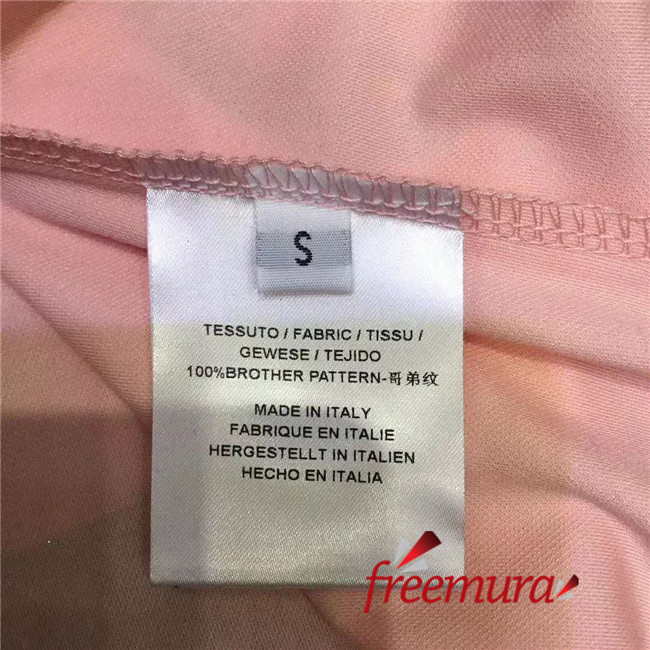 S
TESSUTO / FABRIC / TISSU /
GEWESE / TEJIDO
100%BROTHER PATTERN-哥弟纹
MADE IN ITALY
FABRIQUE EN ITALIE
HERGESTELLT IN ITALIEN
HECHO EN ITALIA
freemura